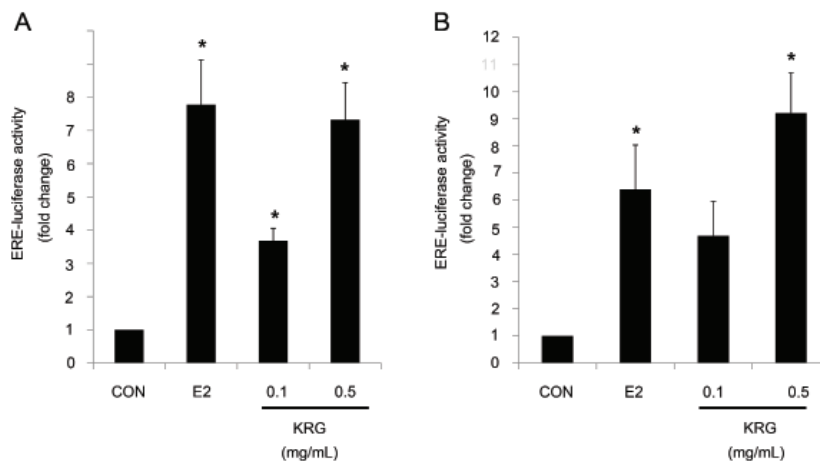 A
ERE-luciferase activity
(fold change)
8
7
6
5
4
3
2
1
0
*
*
*
CON
E2
0.1
0.5
KRG
(mg/mL)
B
ERE-luciferase activity
(fold change)
12
11
10
9
8
7
6
5
4
3
2
1
0
*
*
CON
E2
0.1
0.5
KRG
(mg/mL)